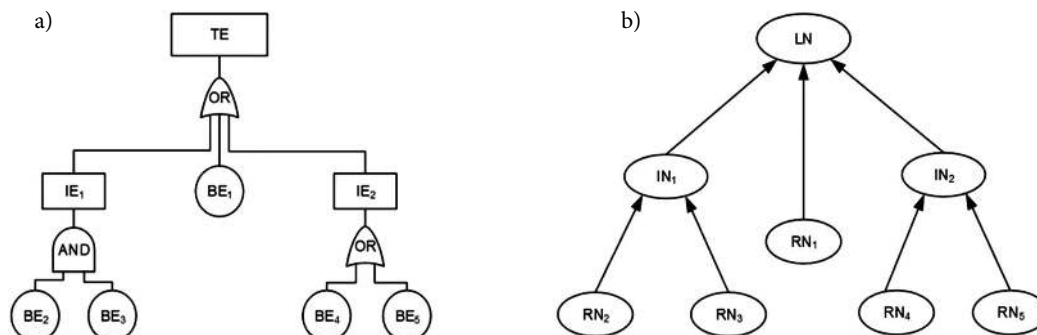 a)
TE
OR
IE₁
BE₁
IE₂
AND
OR
BE₂
BE₃
BE₄
BE₅
b)
LN
IN₁
IN₂
RN₁
RN₂
RN₃
RN₄
RN₅